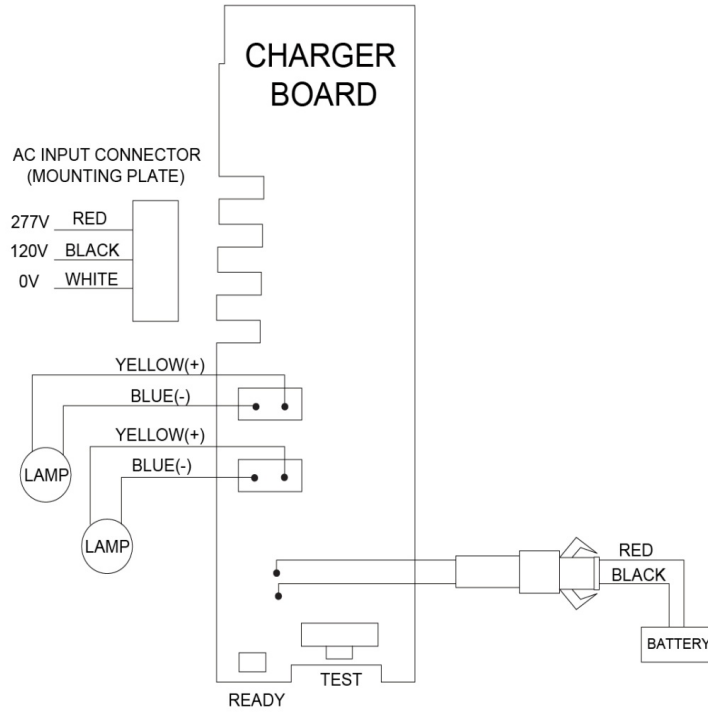 CHARGER
BOARD
AC INPUT CONNECTOR
(MOUNTING PLATE)
277V RED
120V BLACK
0V WHITE
YELLOW(+)
BLUE(-)
YELLOW(+)
BLUE(-)
LAMP
LAMP
RED
BLACK
BATTERY
TEST
READY